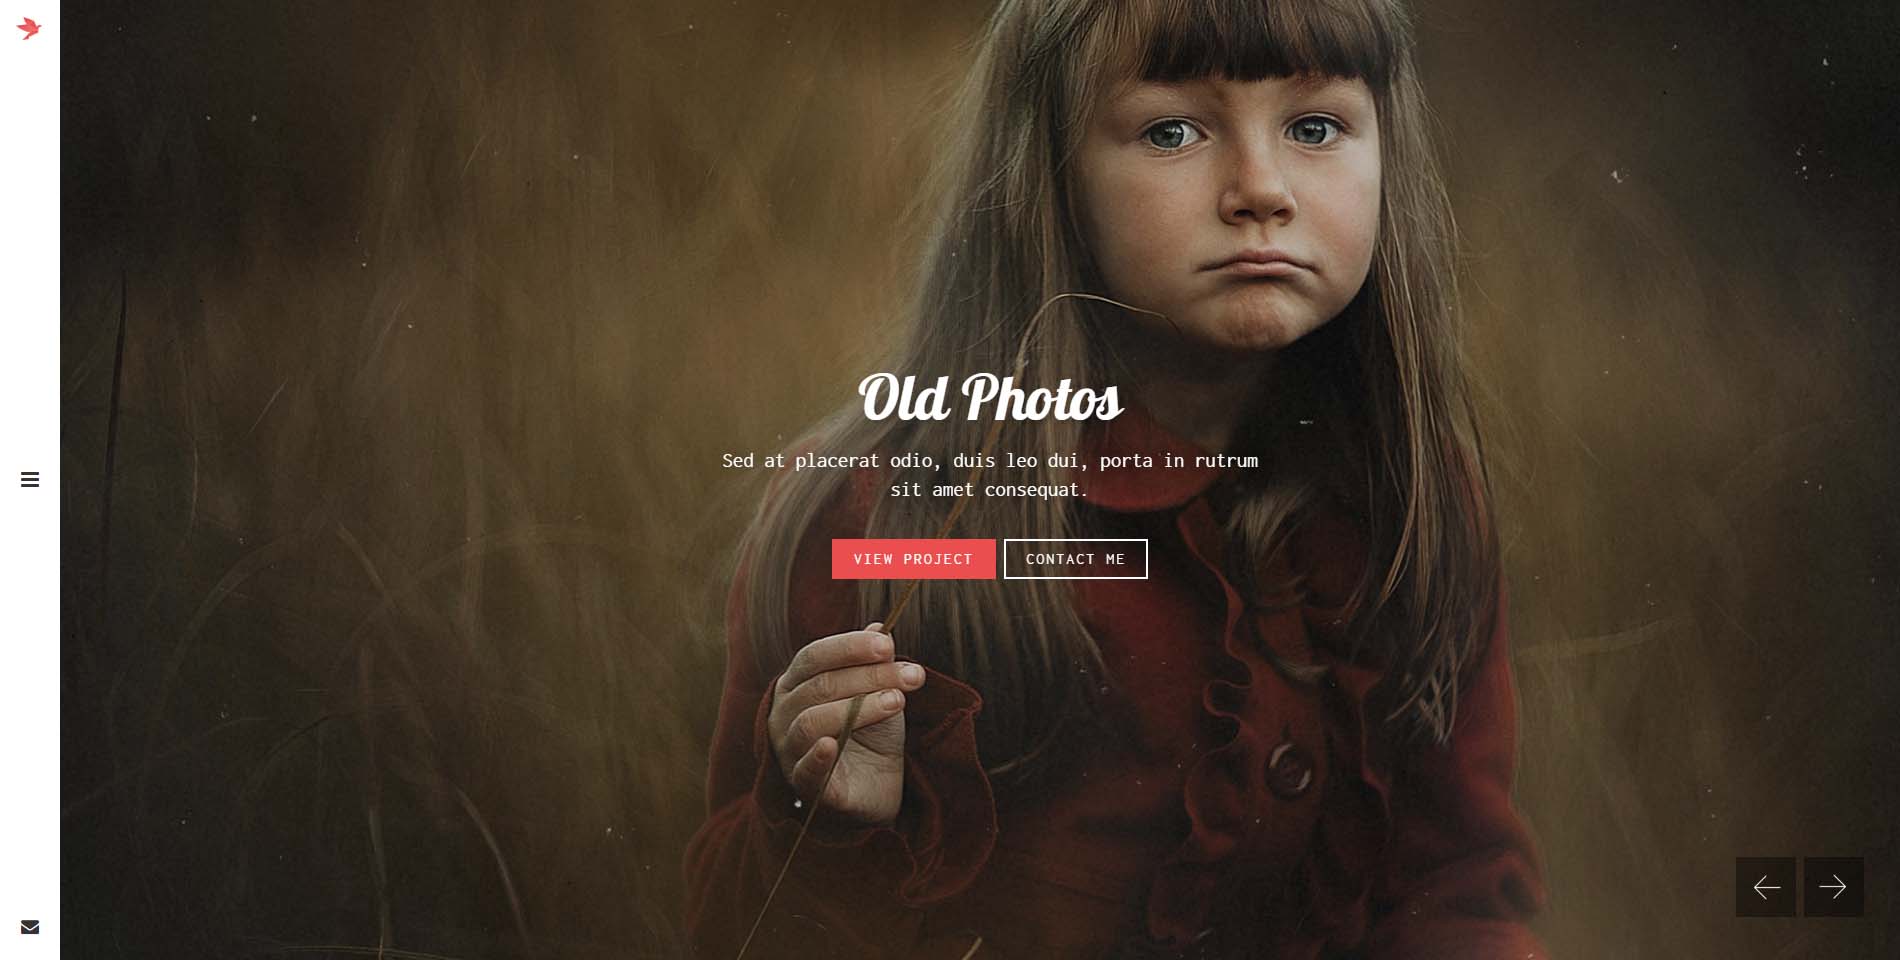 Old Photos
Sed at placerat odio, duis leo dui, porta in rutrum
sit amet consequat.
VIEW PROJECT
CONTACT ME